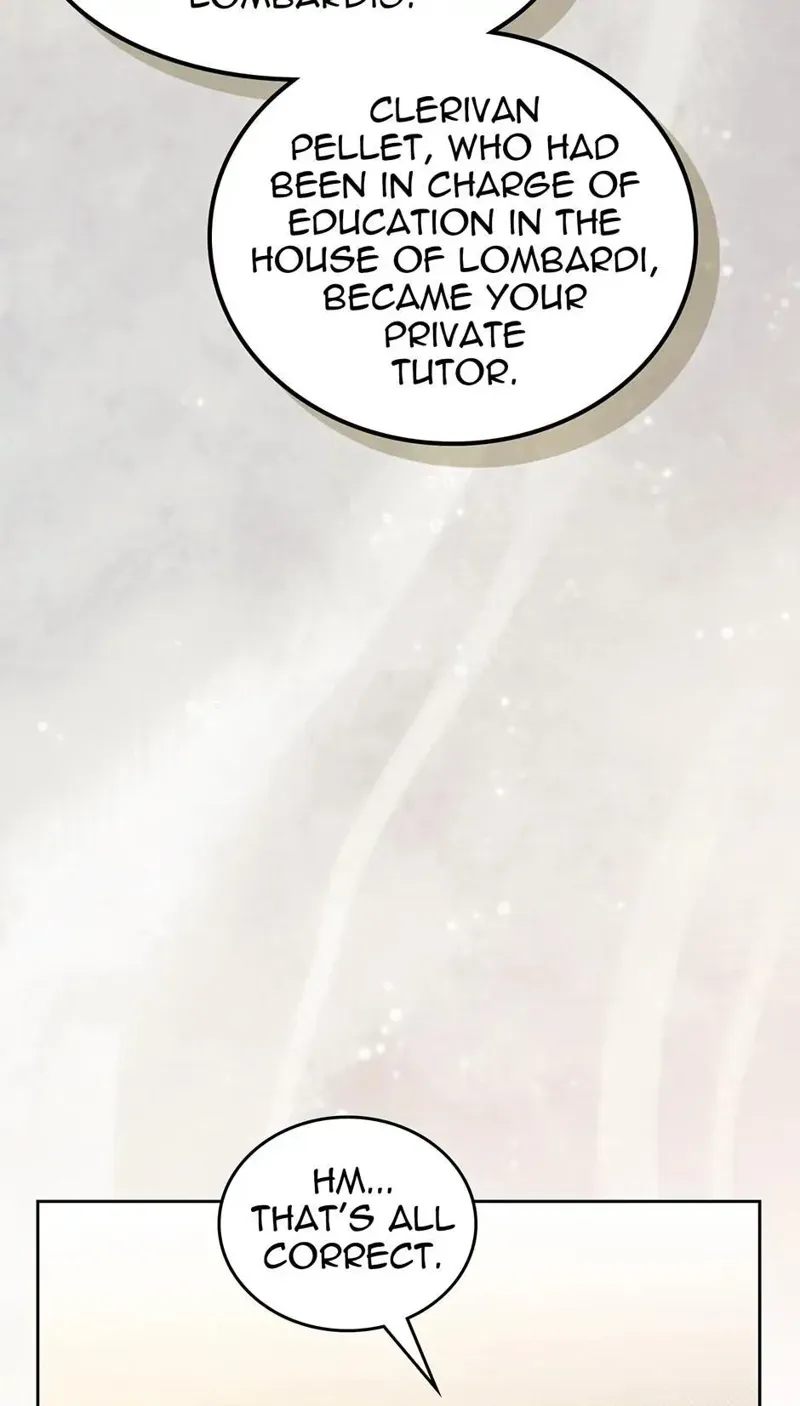 LOMBARDIS.
CLERIVAN
PELLET, WHO HAD
BEEN IN CHARGE OF
EDUCATION IN THE
HOUSE OF LOMBARDI,
BECAME YOUR
PRIVATE
TUTOR.
HM...
THAT'S ALL
CORRECT.